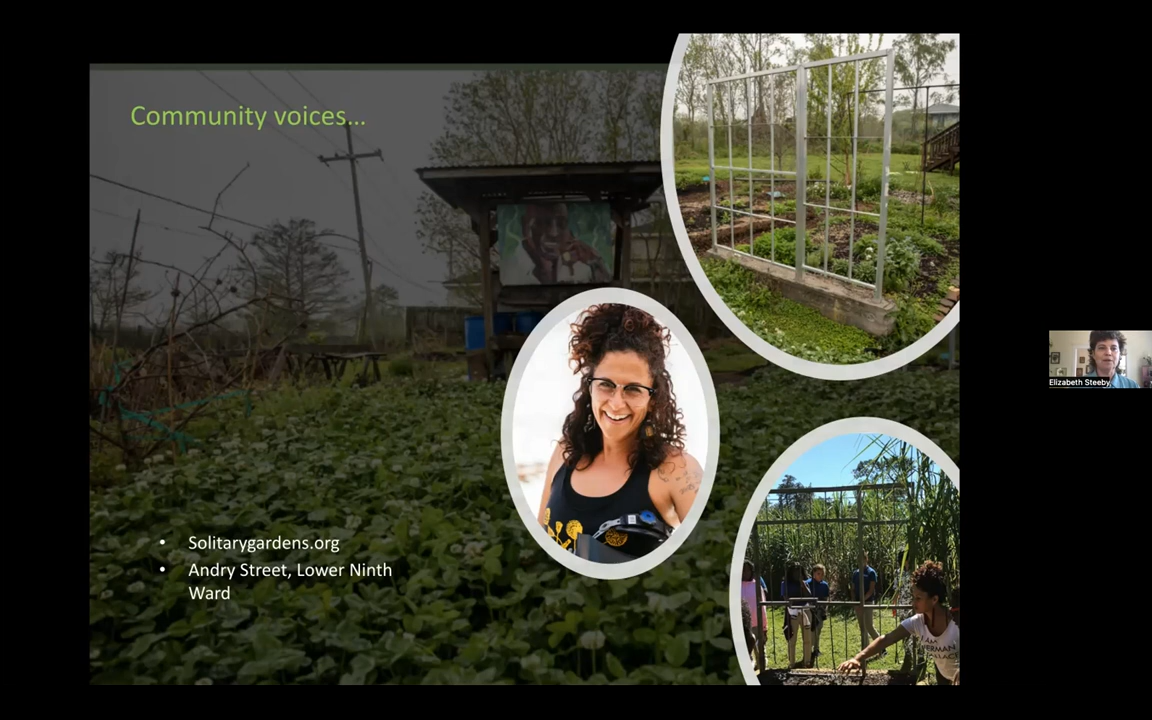 Community voices...
• Solitarygardens.org
• Andry Street, Lower Ninth
Ward
Elizabeth Steeby